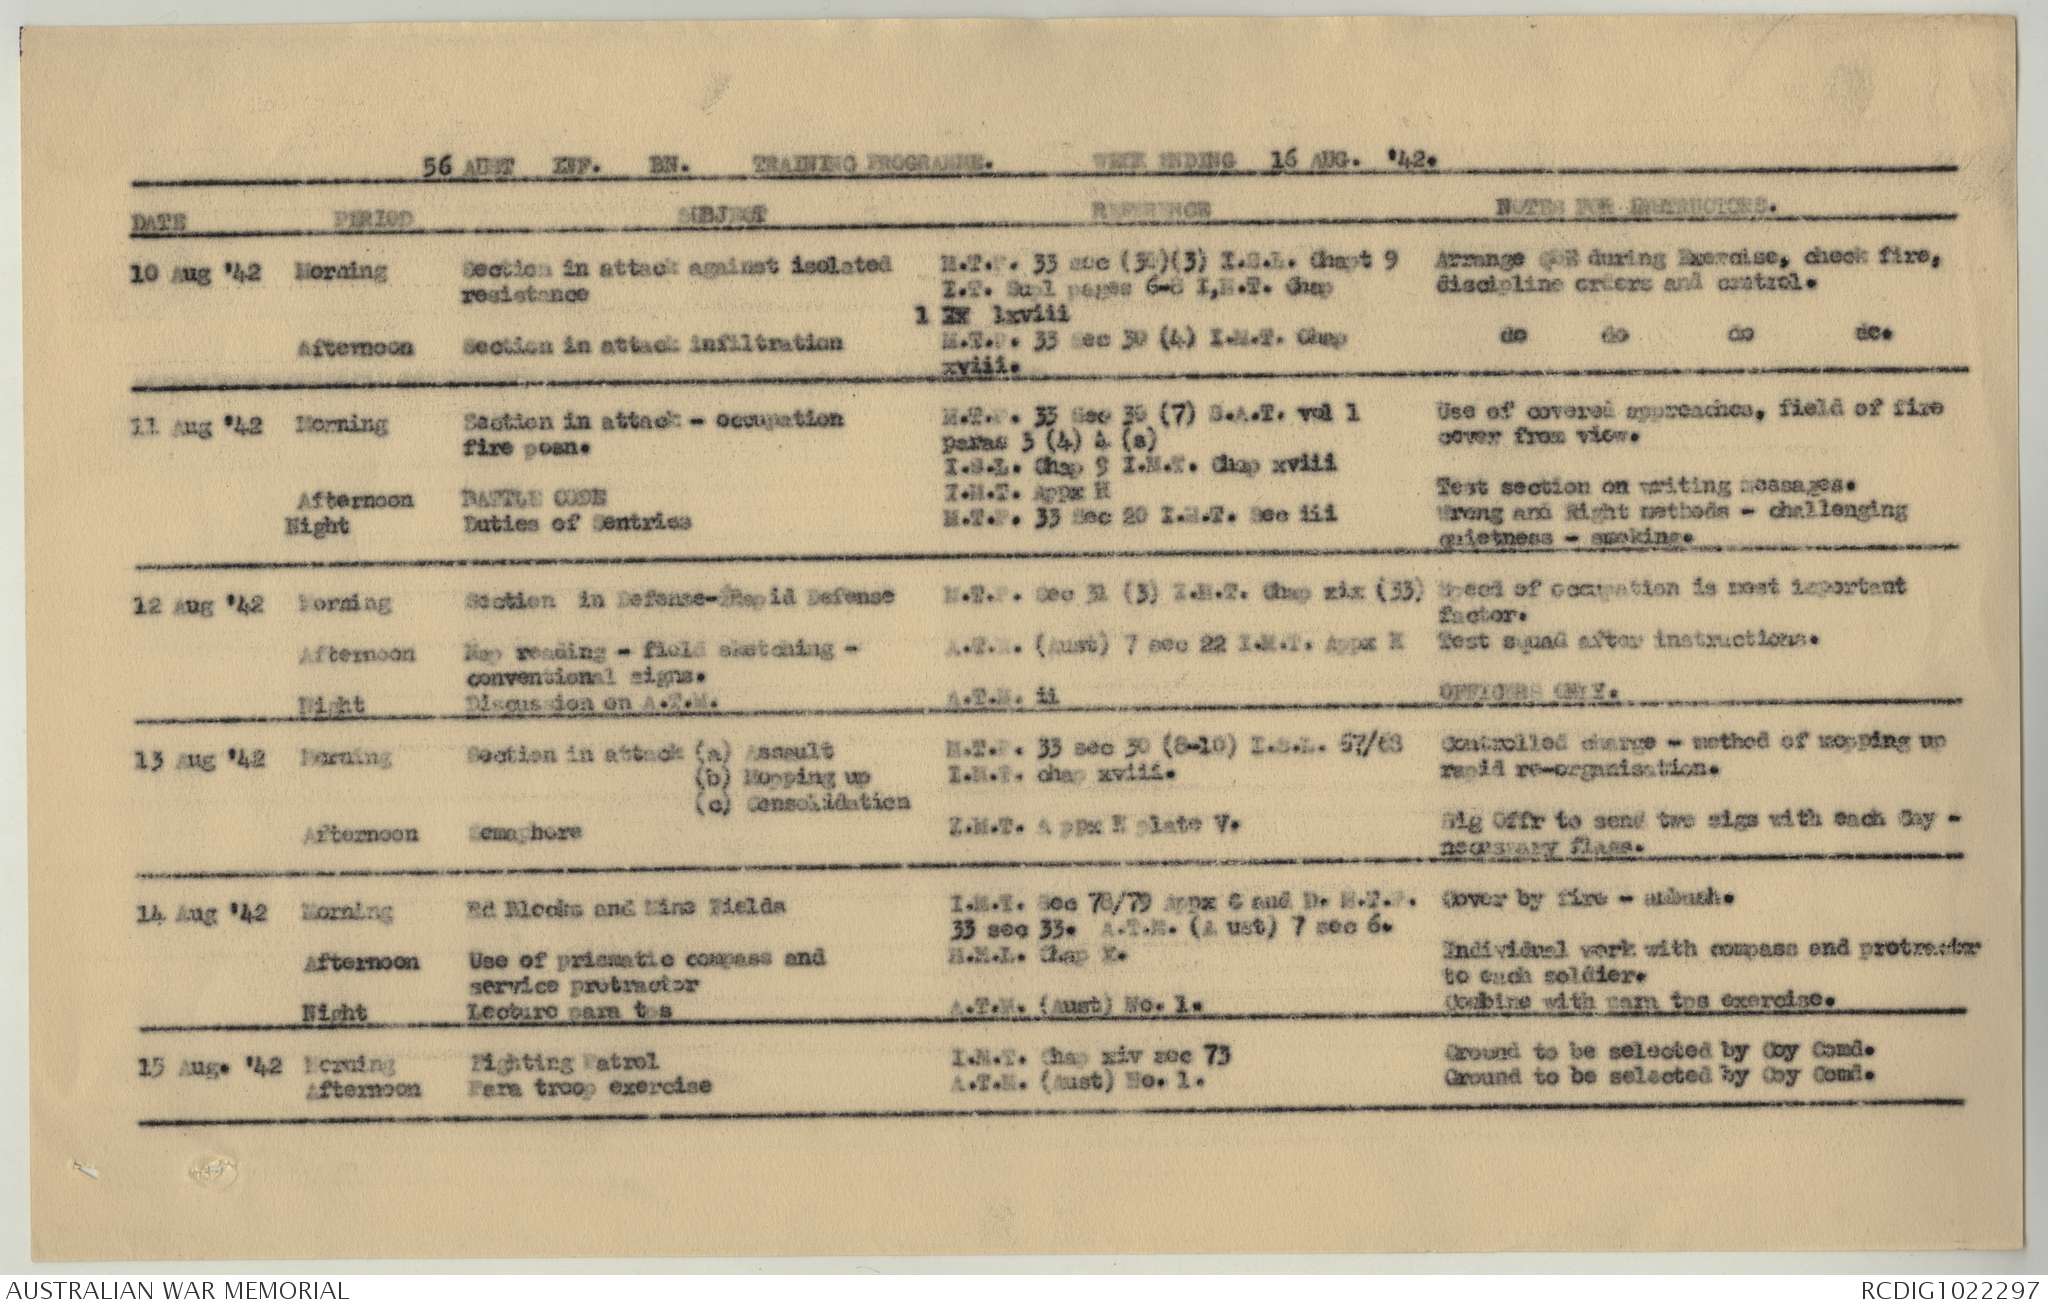 56 AUST INF. BN. TRAINING PROGRAMME. WEEK ENDING 16 AUG. '42.
DATE PERIOD SUBJECT REFERENCE NOTES FOR INSTRUCTORS.
10 Aug '42 Morning Section in attack against isolated M.T.P. 33 sec (30)(3) I.S.L. Chapt 9 Arrange during Exercise, check fire,
resistance I.T. Supl pages 6-8 I,M.T. Chap discipline orders and control.
1 XX lxviii
Afternoon Section in attack infiltration M.T.P. 33 Sec 30 (4) I.M.T. Chap do do do do.
xviii.
11 Aug '42 Morning Section in attack - occupation M.T.P. 33 Sec 30 (7) S.A.T. vol 1 Use of covered approaches, field of fire
fire posn. paras 3 (4) & (s) cover from view.
I.S.L. Chap 9 I.M.T. Chap xviii
Afternoon BATTLE CODE I.M.T. Appx H Test section on writing messages.
Night Duties of Sentries M.T.P. 33 Sec 20 I.M.T. Sec iii Wrong and Right methods - challenging
quietness - smoking.
12 Aug '42 Morning Section in Defense-Rapid Defense M.T.P. Sec 31 (3) I.M.T. Chap xix (33) Speed of occupation is most important
factor.
Afternoon Map reading - field sketching - A.T.M. (Aust) 7 sec 22 I.M.T. Appx K Test squad after instructions.
conventional signs.
Night Discussion on A.T.M. A.T.M. ii OFFICERS ONLY.
13 Aug '42 Morning Section in attack (a) Assault M.T.P. 33 sec 30 (8-10) I.S.L. 67/68 Controlled charge - method of mopping up
(b) Mopping up I.M.T. chap xviii. rapid re-organisation.
(c) Consolidation
Afternoon Semaphore I.M.T. A ppx N plate V. Sig Offr to send two sigs with each Coy -
necessary flags.
14 Aug '42 Morning Rd Blocks and Mine Fields I.M.T. Sec 78/79 Appx C and D. M.T.P. Cover by fire - ambush.
33 sec 33. A.T.M. (A ust) 7 sec 6.
Afternoon Use of prismatic compass and M.M.L. Chap X. Individual work with compass and protractor
service protractor to each soldier.
Night Lecture para tps A.T.M. (Aust) No. 1. Combine with para tps exercise.
15 Aug. '42 Morning Fighting Patrol I.M.T. Chap xiv sec 73 Ground to be selected by Coy Comd.
Afternoon Para troop exercise A.T.M. (Aust) No. 1. Ground to be selected by Coy Comd.
AUSTRALIAN WAR MEMORIAL RCDIG1022297